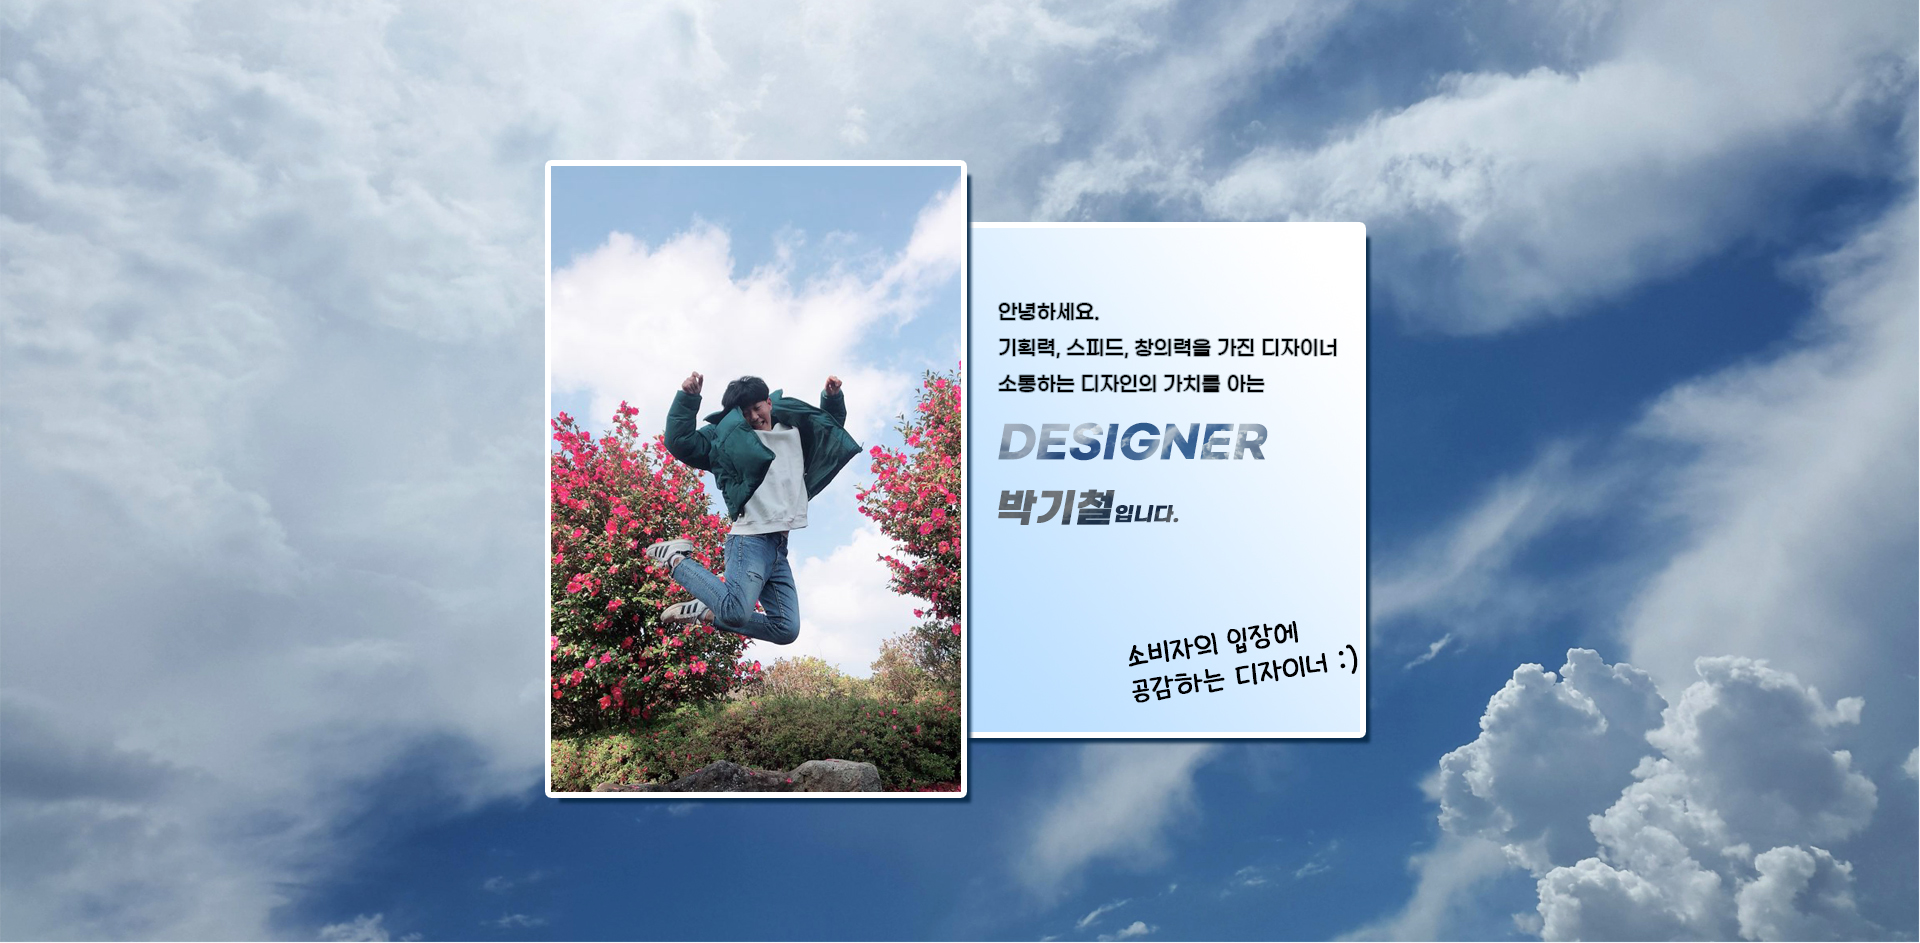 안녕하세요.
기획력, 스피드, 창의력을 가진 디자이너
소통하는 디자인의 가치를 아는
DESIGNER
박기철입니다.
소비자의 입장에
공감하는 디자이너 :)